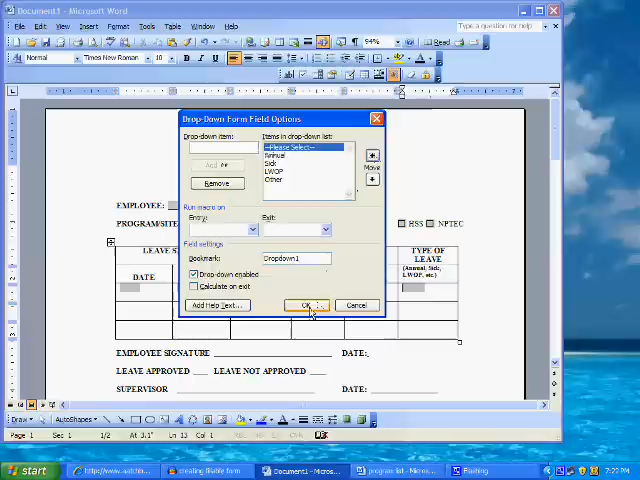 Document1 - Microsoft Word
File Edit View Insert Format Tools Table Window Help
Type a question for help
94% Read
Normal Times New Roman 10 B I U
Drop-Down Form Field Options
Drop-down item: Items in drop-down list:
--Please Select--
Annual
Sick
LWOP
Other
Add
Remove
Move
Run macro on
Entry: Exit:
Field settings
Bookmark: Dropdown1
Drop-down enabled
Calculate on exit
Add Help Text... OK Cancel
EMPLOYEE:
PROGRAM/SITE
HSS NPTEC
TYPE OF
LEAVE
(Annual, Sick,
LWOP, etc.)
DATE
EMPLOYEE SIGNATURE DATE:
LEAVE APPROVED LEAVE NOT APPROVED
SUPERVISOR DATE:
Draw AutoShapes
Page 1 Sec 1 1/2 At 3.1" Ln 13 Col 1
start creating fillable form Document1 - Micros... program list - Micros... Flashing 7:22 PM